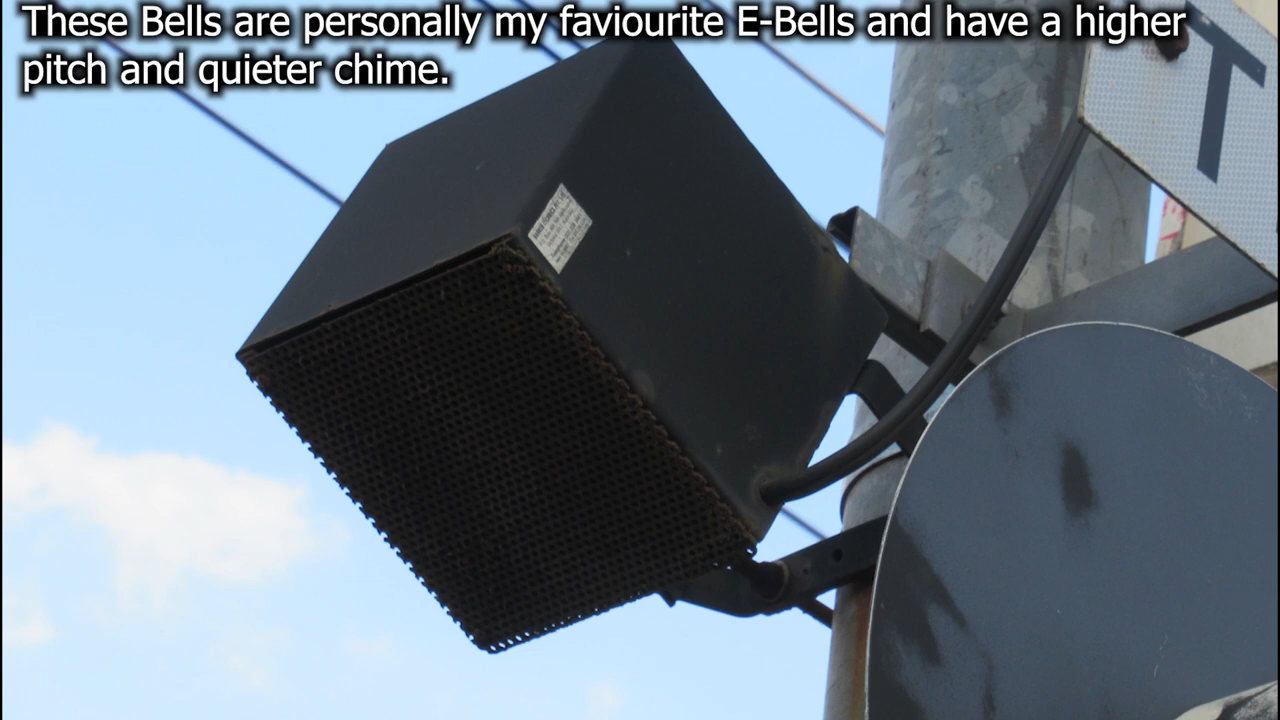 These Bells are personally my faviourite E-Bells and have a higher
pitch and quieter chime.
T